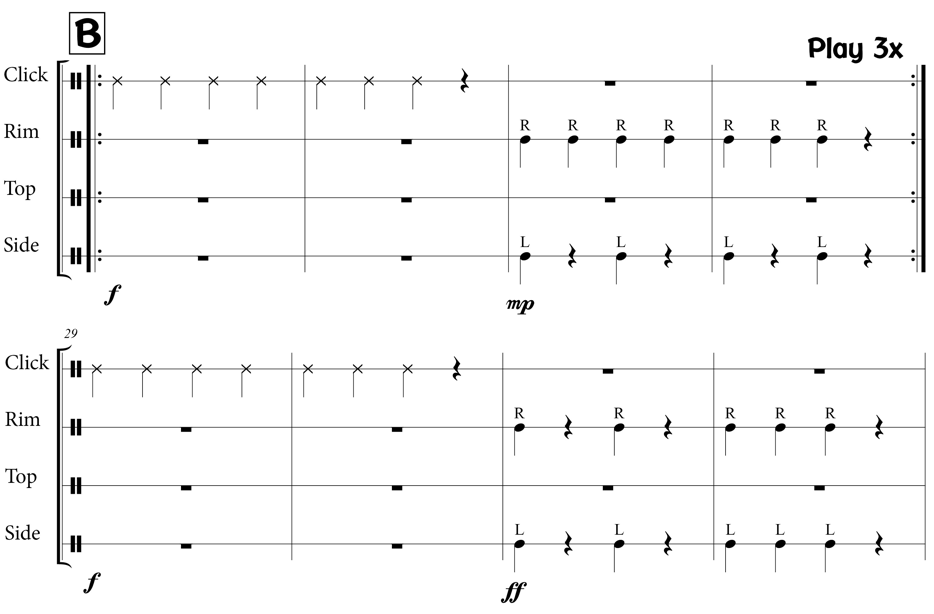 B
Play 3x
Click
Rim
R R R R R R R
Top
Side
L L L L
f
mp
29
Click
Rim
R R R R R
Top
Side
L L L L L
f
ff